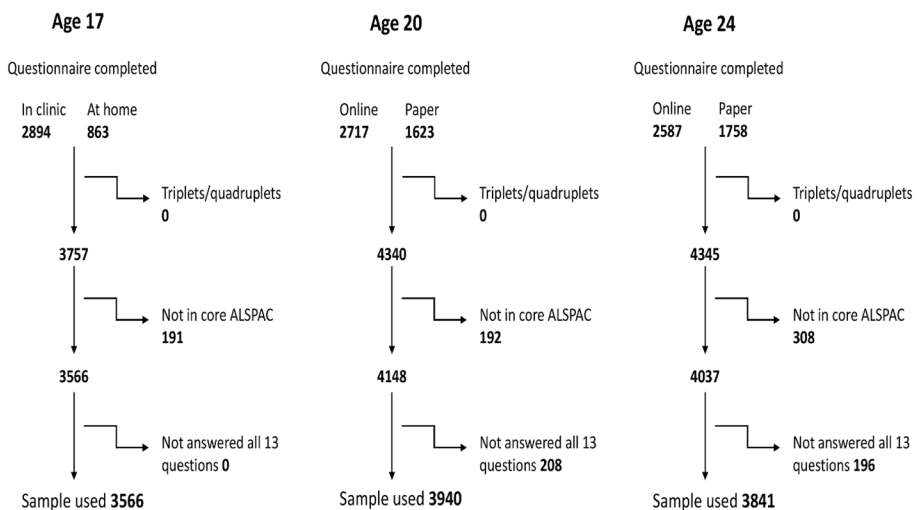 Age 17
Questionnaire completed
In clinic At home
2894 863
Triplets/quadruplets
0
3757
Not in core ALSPAC
191
3566
Not answered all 13
questions 0
Sample used 3566
Age 20
Questionnaire completed
Online Paper
2717 1623
Triplets/quadruplets
0
4340
Not in core ALSPAC
192
4148
Not answered all 13
questions 208
Sample used 3940
Age 24
Questionnaire completed
Online Paper
2587 1758
Triplets/quadruplets
0
4345
Not in core ALSPAC
308
4037
Not answered all 13
questions 196
Sample used 3841